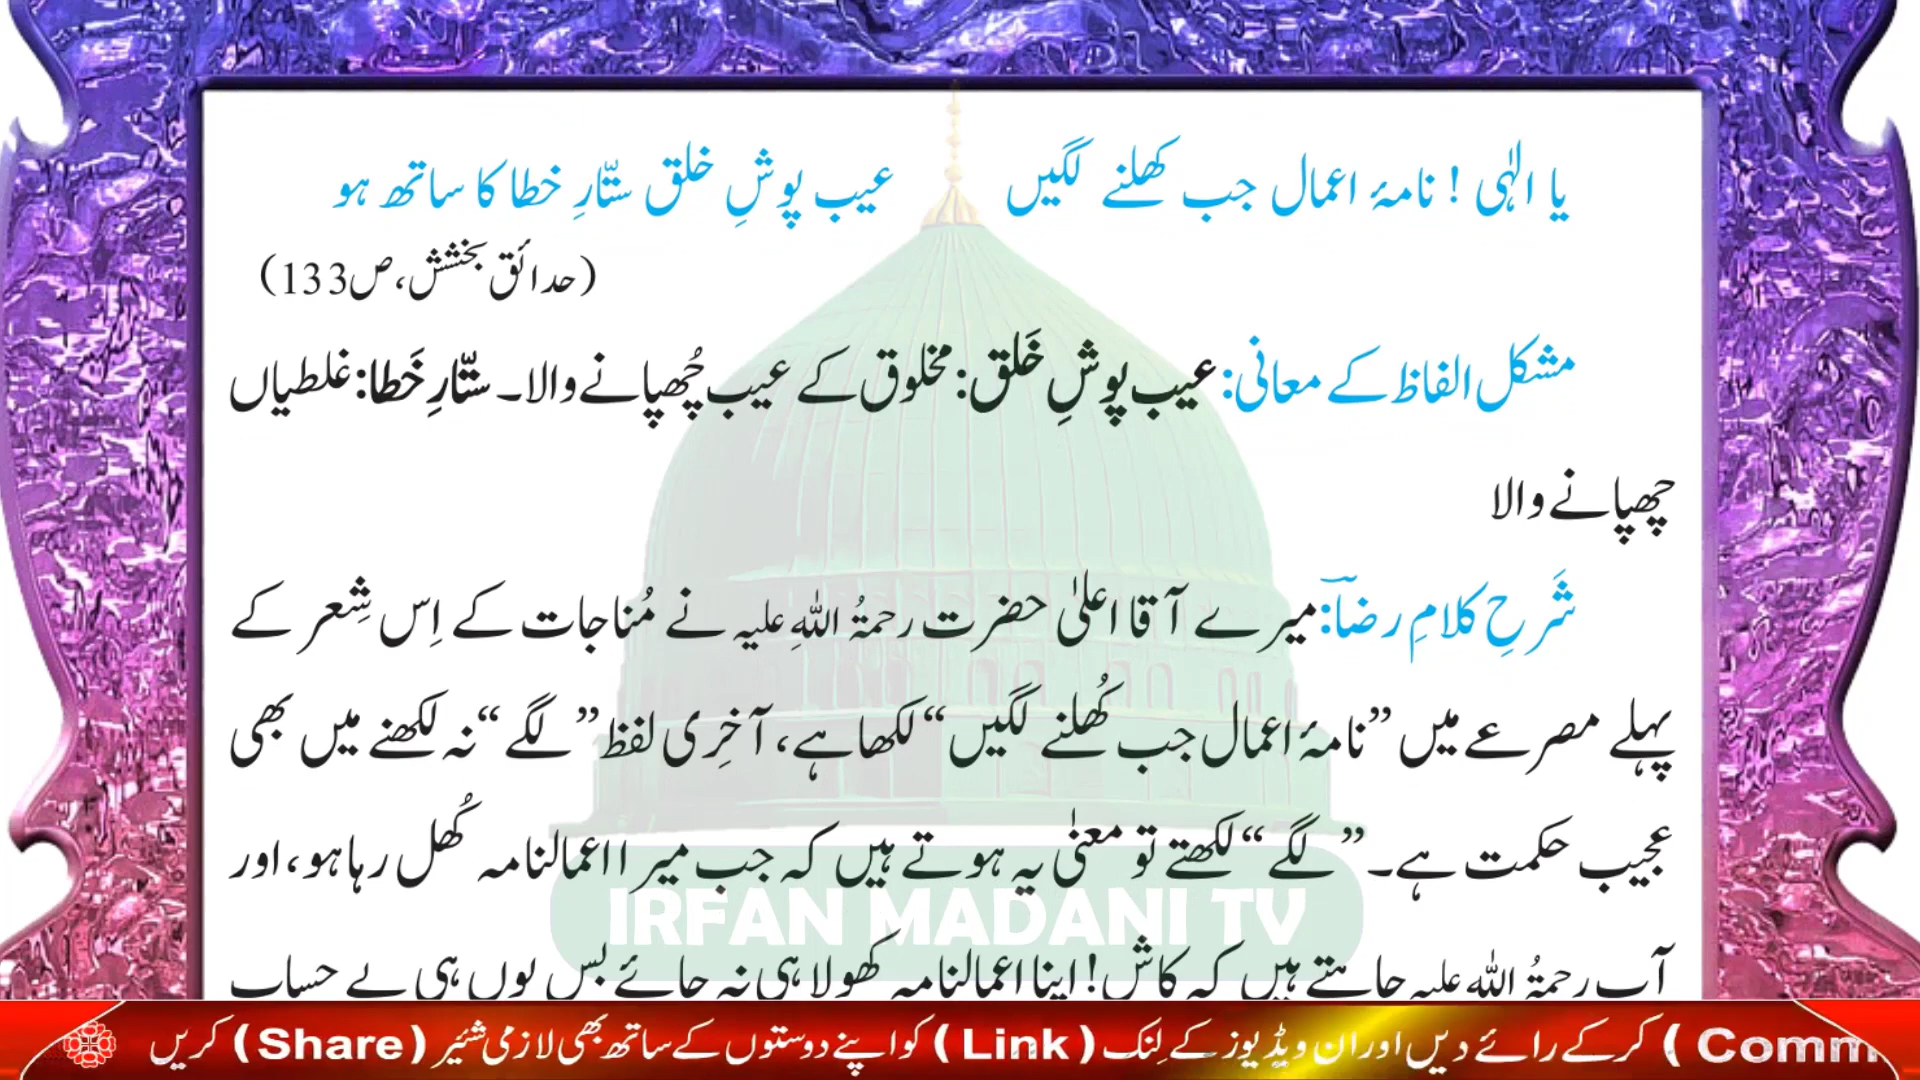 یا الٰہی ! نامۂ اعمال جب کھلنے لگیں عیب پوشِ خلق ستّارِ خطا کا ساتھ ہو
(حدائق بخشش، ص133)
مشکل الفاظ کے معانی: عیب پوشِ خَلق: مخلوق کے عیب چُھپانے والا۔ ستّارِ خَطا: غلطیاں
چھپانے والا
شَرحِ کلامِ رضاؔ: میرے آقا اعلیٰ حضرت رحمۃُ اللہِ علیہ نے مُناجات کے اِس شِعر کے
پہلے مصرعے میں ”نامۂ اعمال جب کُھلنے لگیں“ لکھا ہے، آخِری لفظ ”لگے“ نہ لکھنے میں بھی
عجیب حکمت ہے۔ ”لگے“ لکھتے تو معنیٰ یہ ہوتے ہیں کہ جب میر ا اعمالنامہ کُھل رہا ہو، اور
IRFAN MADANI TV
آپ رحمۃُ اللہ علیہ چاہتے ہیں کہ کاش! اپنا اعمالنامہ کھولا ہی نہ جائے بس یوں ہی بے حساب
Comm ) کر کے رائے دیں اور ان ویڈیوز کے لِنک ( Link ) کو اپنے دوستوں کے ساتھ بھی لازمی شئیر ( Share ) کریں